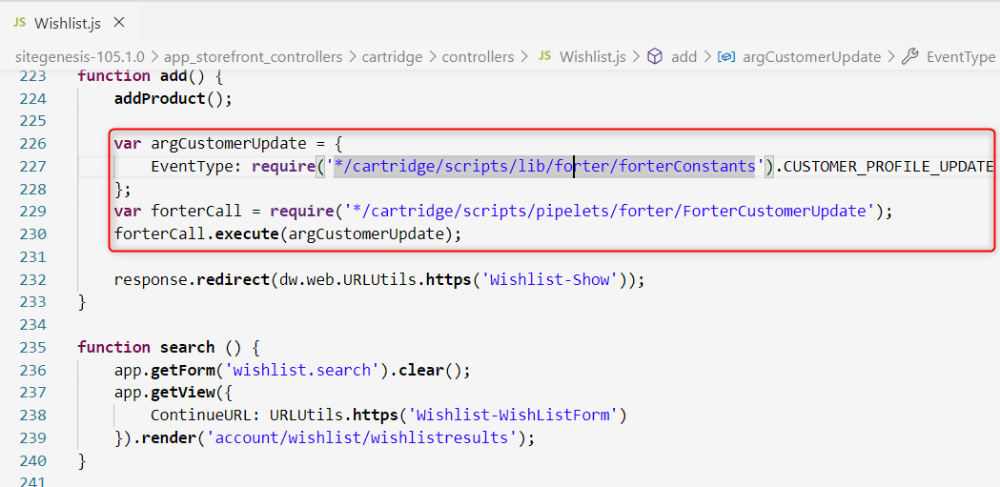 JS Wishlist.js ×
sitegenesis-105.1.0 > app_storefront_controllers > cartridge > controllers > JS Wishlist.js > add > argCustomerUpdate > EventType
223 function add() {
224     addProduct();
225
226     var argCustomerUpdate = {
227         EventType: require('*/cartridge/scripts/lib/forter/forterConstants').CUSTOMER_PROFILE_UPDATE
228     };
229     var forterCall = require('*/cartridge/scripts/pipelets/forter/ForterCustomerUpdate');
230     forterCall.execute(argCustomerUpdate);
231
232     response.redirect(dw.web.URLUtils.https('Wishlist-Show'));
233 }
234
235 function search () {
236     app.getForm('wishlist.search').clear();
237     app.getView({
238         ContinueURL: URLUtils.https('Wishlist-WishListForm')
239     }).render('account/wishlist/wishlistresults');
240 }
241